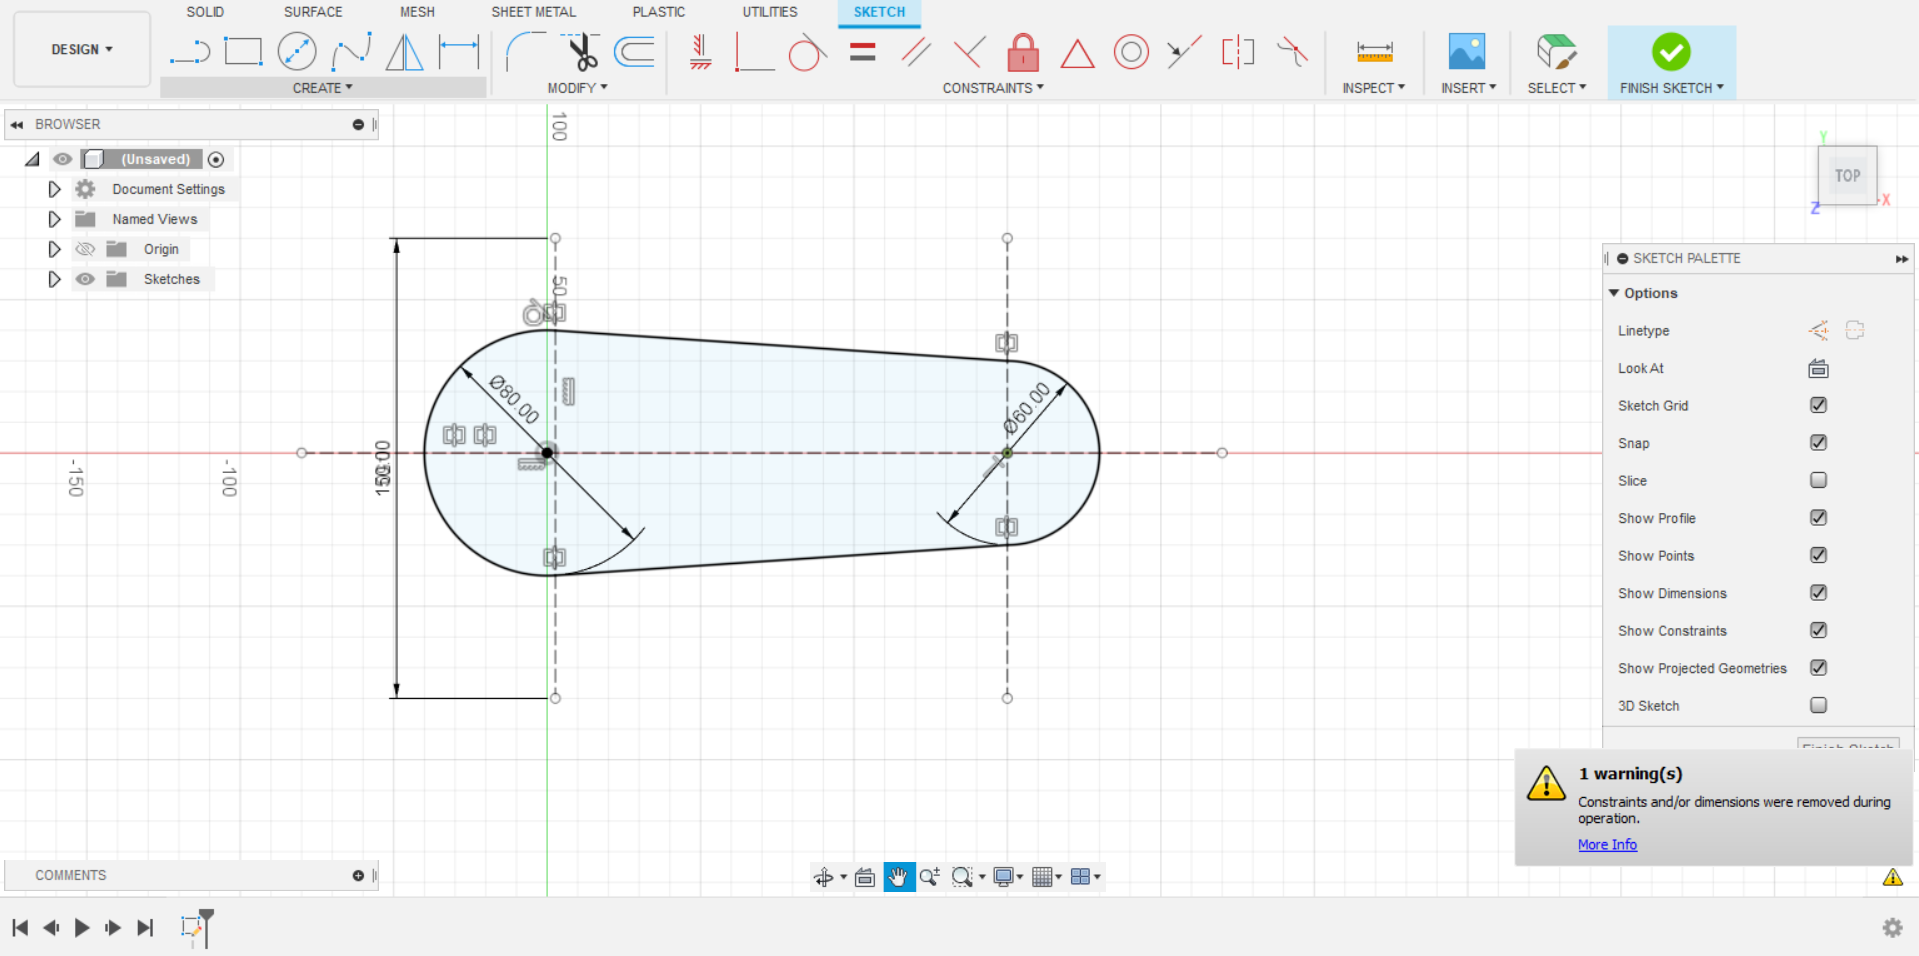 SOLID SURFACE MESH SHEET METAL PLASTIC UTILITIES SKETCH
DESIGN
CREATE MODIFY CONSTRAINTS INSPECT INSERT SELECT FINISH SKETCH
BROWSER
(Unsaved)
Document Settings
Named Views
Origin
Sketches
100
50
-150
-100
150.00
Ø80.00
Ø60.00
Y
TOP
X
Z
SKETCH PALETTE
Options
Linetype
Look At
Sketch Grid
Snap
Slice
Show Profile
Show Points
Show Dimensions
Show Constraints
Show Projected Geometries
3D Sketch
Finish Sketch
1 warning(s)
Constraints and/or dimensions were removed during
operation.
More Info
COMMENTS